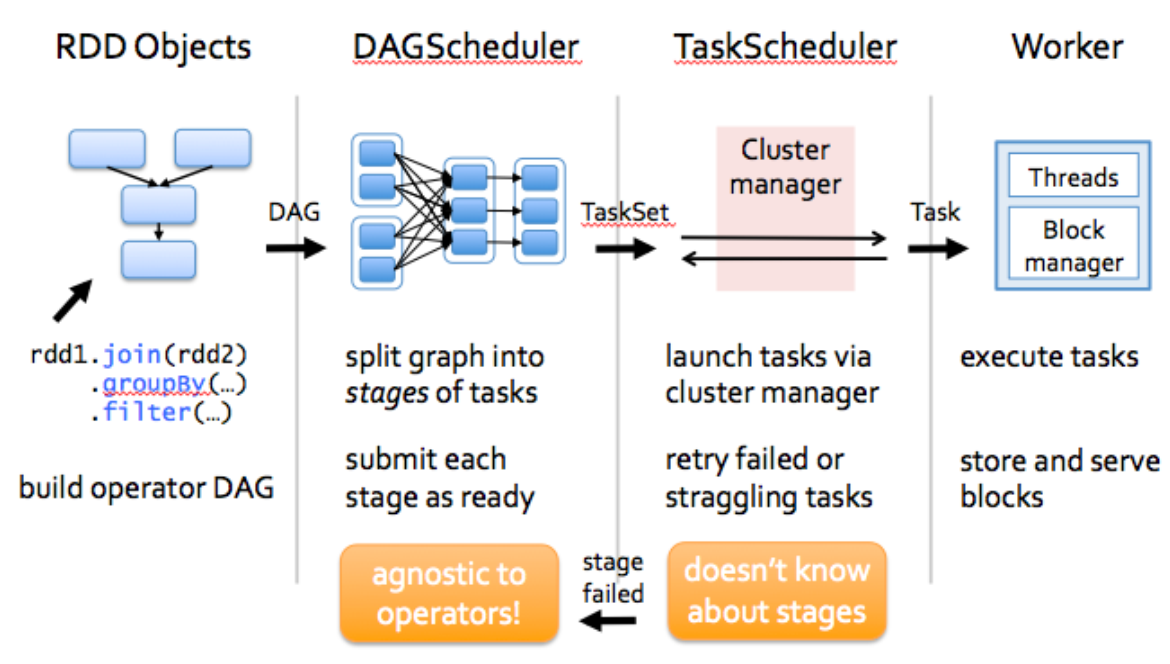 RDD Objects
DAGScheduler
TaskScheduler
Worker
DAG
TaskSet
Cluster
manager
Task
Threads
Block
manager
rdd1.join(rdd2)
.groupBy(…)
.filter(…)
build operator DAG
split graph into
stages of tasks
submit each
stage as ready
agnostic to
operators!
launch tasks via
cluster manager
retry failed or
straggling tasks
stage
failed
doesn’t know
about stages
execute tasks
store and serve
blocks